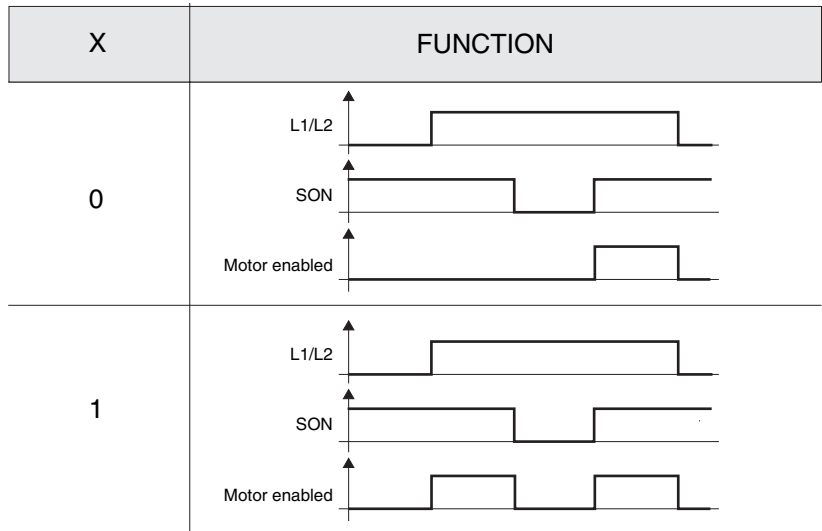 X FUNCTION
0
L1/L2
SON
Motor enabled
1
L1/L2
SON
Motor enabled